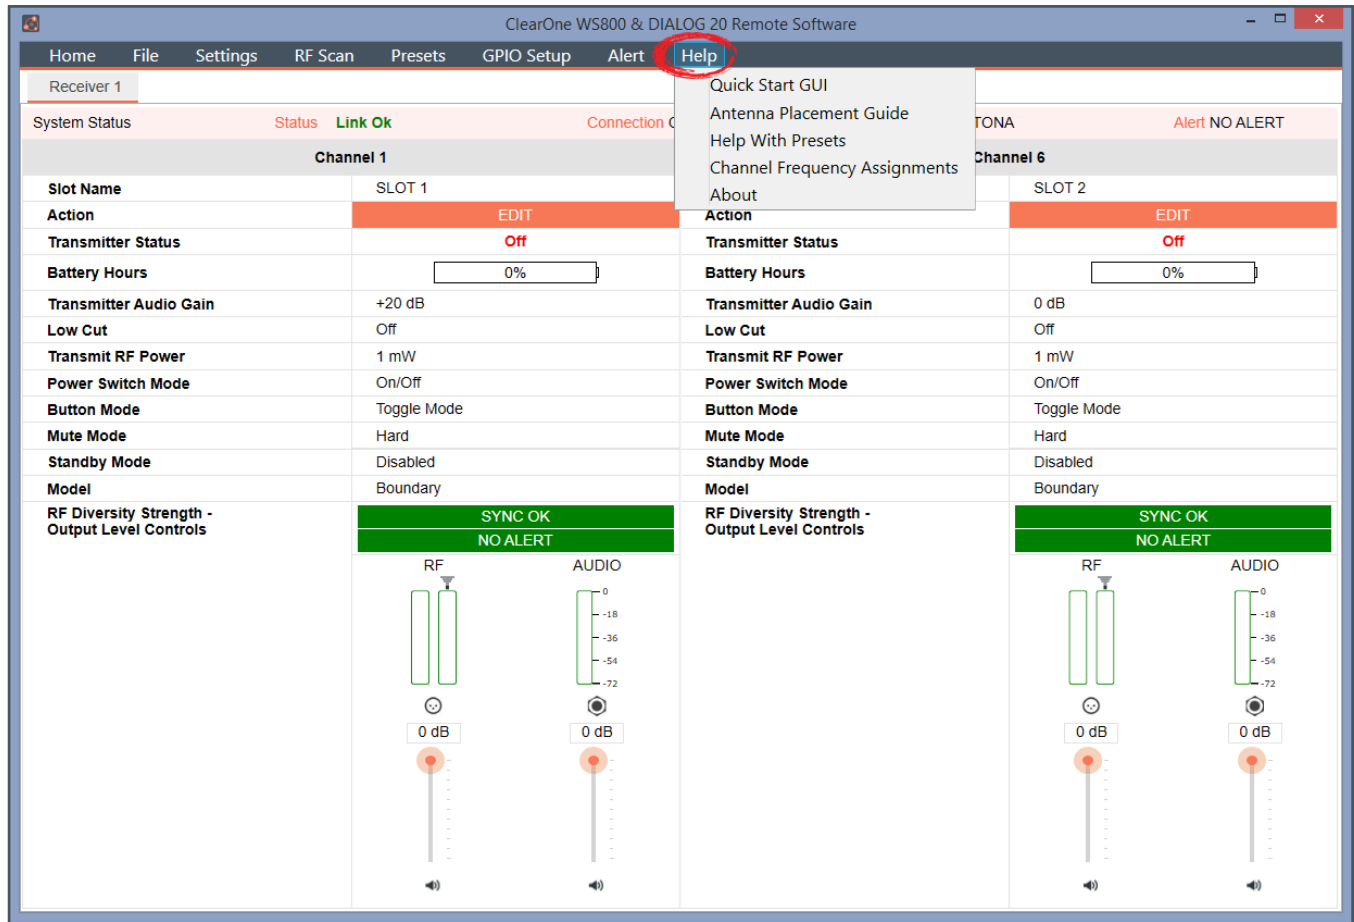 ClearOne WS800 & DIALOG 20 Remote Software
Home File Settings RF Scan Presets GPIO Setup Alert Help
Quick Start GUI
Antenna Placement Guide
Help With Presets
Channel Frequency Assignments
About
Receiver 1
System Status Status Link Ok Connection TONA Alert NO ALERT
Channel 1 Channel 6
Slot Name SLOT 1 SLOT 2
Action EDIT Action EDIT
Transmitter Status Off Transmitter Status Off
Battery Hours 0% Battery Hours 0%
Transmitter Audio Gain +20 dB Transmitter Audio Gain 0 dB
Low Cut Off Low Cut Off
Transmit RF Power 1 mW Transmit RF Power 1 mW
Power Switch Mode On/Off Power Switch Mode On/Off
Button Mode Toggle Mode Button Mode Toggle Mode
Mute Mode Hard Mute Mode Hard
Standby Mode Disabled Standby Mode Disabled
Model Boundary Model Boundary
RF Diversity Strength - SYNC OK RF Diversity Strength - SYNC OK
Output Level Controls NO ALERT Output Level Controls NO ALERT
RF AUDIO RF AUDIO
0 0
-18 -18
-36 -36
-54 -54
-72 -72
0 dB 0 dB 0 dB 0 dB